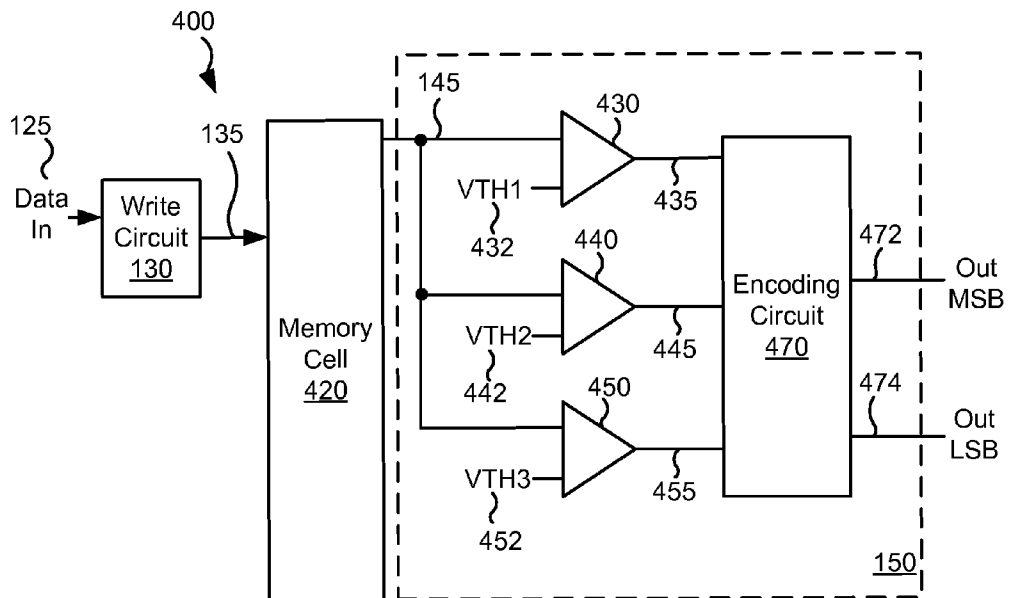 400
125
Data
In
135
Write
Circuit
130
Memory
Cell
420
145
430
VTH1
432
435
440
VTH2
442
445
450
VTH3
452
455
Encoding
Circuit
470
472
Out
MSB
474
Out
LSB
150